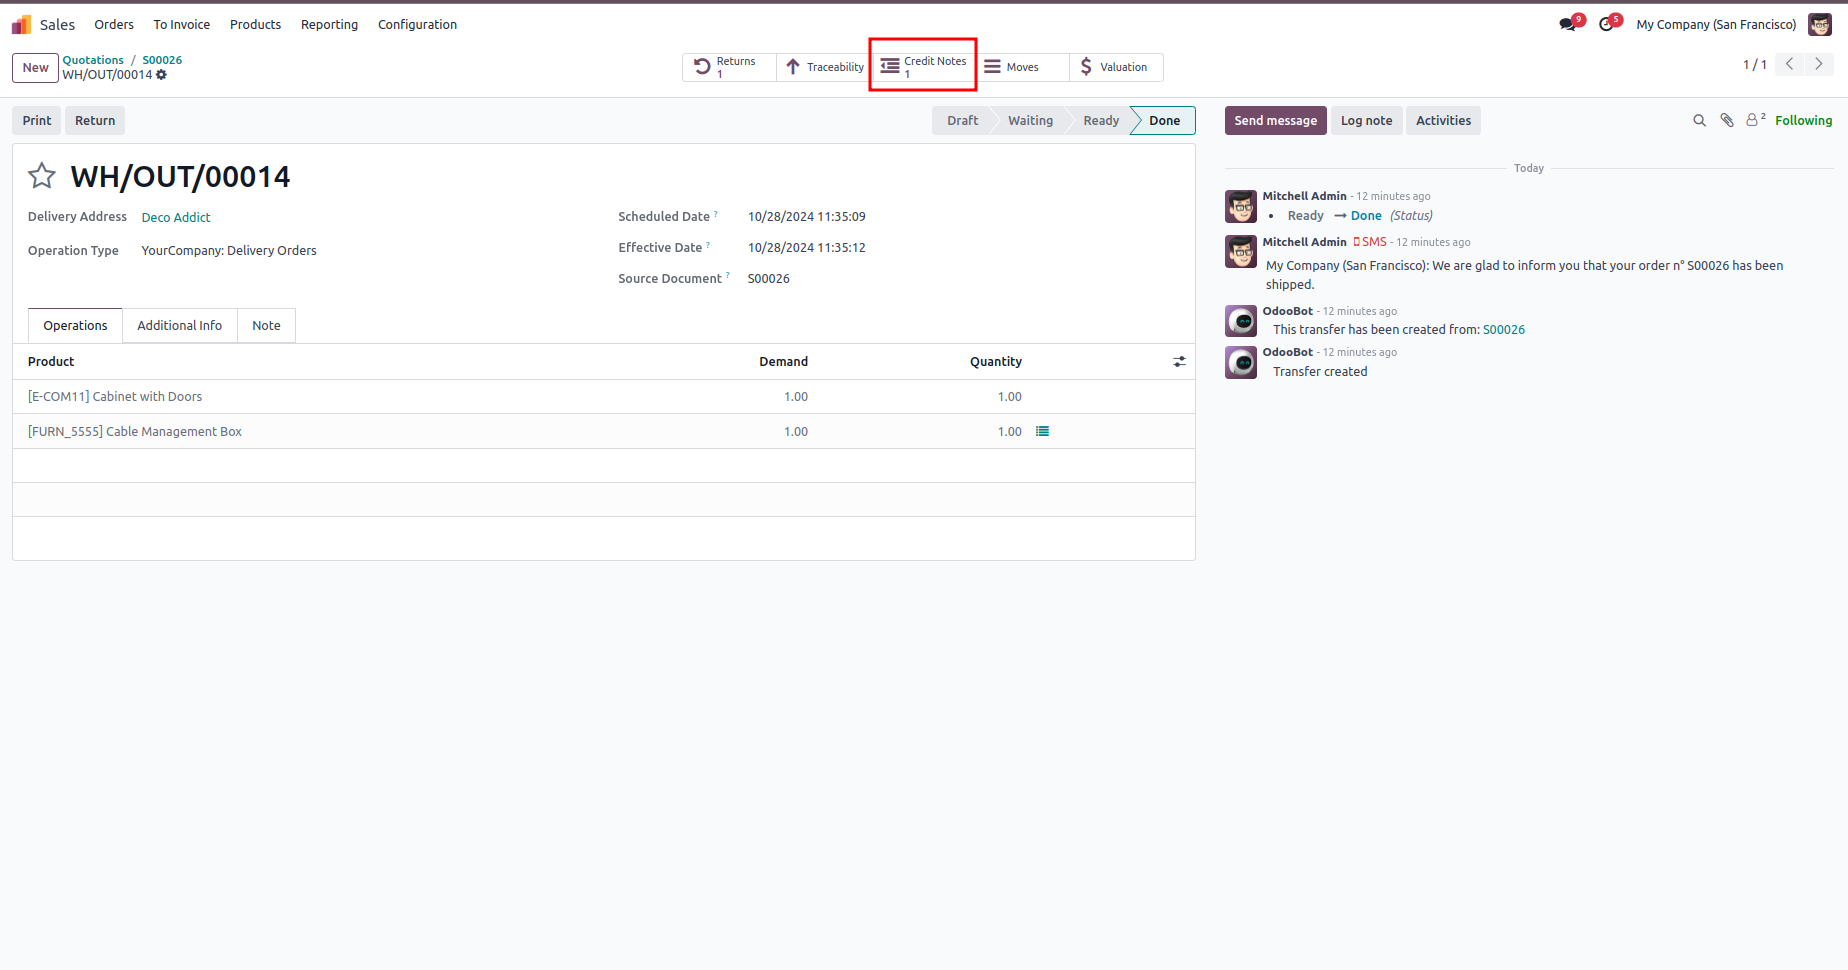 Sales Orders To Invoice Products Reporting Configuration 9 5 My Company (San Francisco)
New Quotations / S00026
WH/OUT/00014
Returns 1 Traceability Credit Notes 1 Moves Valuation 1 / 1
Print Return Draft Waiting Ready Done
WH/OUT/00014
Delivery Address Deco Addict
Operation Type YourCompany: Delivery Orders
Scheduled Date ? 10/28/2024 11:35:09
Effective Date ? 10/28/2024 11:35:12
Source Document ? S00026
Operations Additional Info Note
Product Demand Quantity
[E-COM11] Cabinet with Doors 1.00 1.00
[FURN_5555] Cable Management Box 1.00 1.00
Send message Log note Activities 2 Following
Today
Mitchell Admin - 12 minutes ago
• Ready → Done (Status)
Mitchell Admin SMS - 12 minutes ago
My Company (San Francisco): We are glad to inform you that your order n° S00026 has been
shipped.
OdooBot - 12 minutes ago
This transfer has been created from: S00026
OdooBot - 12 minutes ago
Transfer created